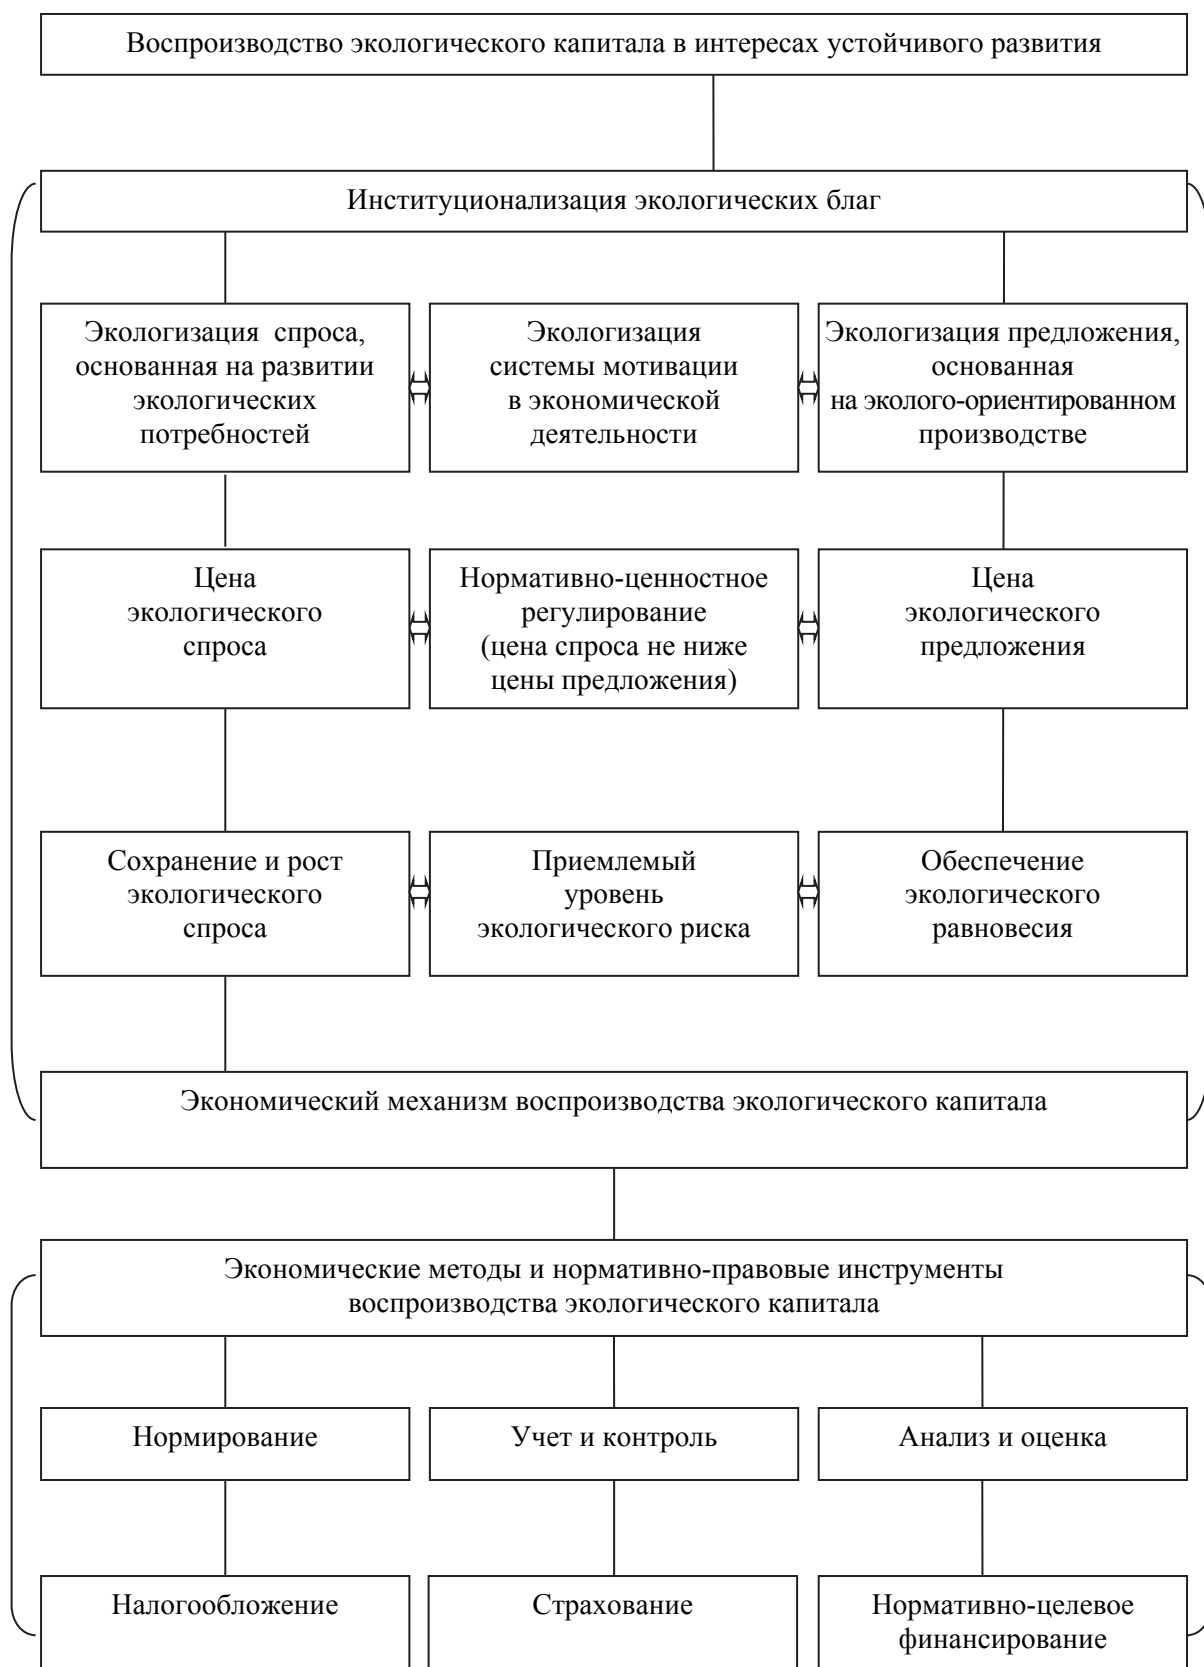 Воспроизводство экологического капитала в интересах устойчивого развития
Институционализация экологических благ
Экологизация спроса,
основанная на развитии
экологических
потребностей
Экологизация
системы мотивации
в экономической
деятельности
Экологизация предложения,
основанная
на эколого-ориентированном
производстве
Цена
экологического
спроса
Нормативно-ценностное
регулирование
(цена спроса не ниже
цены предложения)
Цена
экологического
предложения
Сохранение и рост
экологического
спроса
Приемлемый
уровень
экологического риска
Обеспечение
экологического
равновесия
Экономический механизм воспроизводства экологического капитала
Экономические методы и нормативно-правовые инструменты
воспроизводства экологического капитала
Нормирование
Учет и контроль
Анализ и оценка
Налогообложение
Страхование
Нормативно-целевое
финансирование